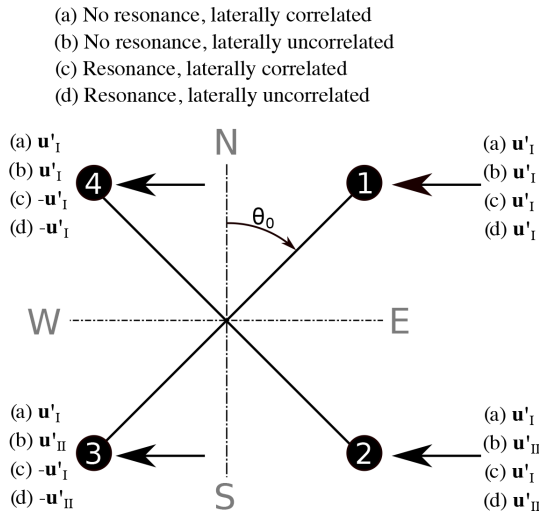 (a) No resonance, laterally correlated
(b) No resonance, laterally uncorrelated
(c) Resonance, laterally correlated
(d) Resonance, laterally uncorrelated
(a) u'I
(b) u'I
(c) -u'I
(d) -u'I
N
(a) u'I
(b) u'I
(c) u'I
(d) u'I
4
1
θ0
W
E
(a) u'I
(b) u'II
(c) -u'I
(d) -u'II
(a) u'I
(b) u'II
(c) u'I
(d) u'II
3
2
S